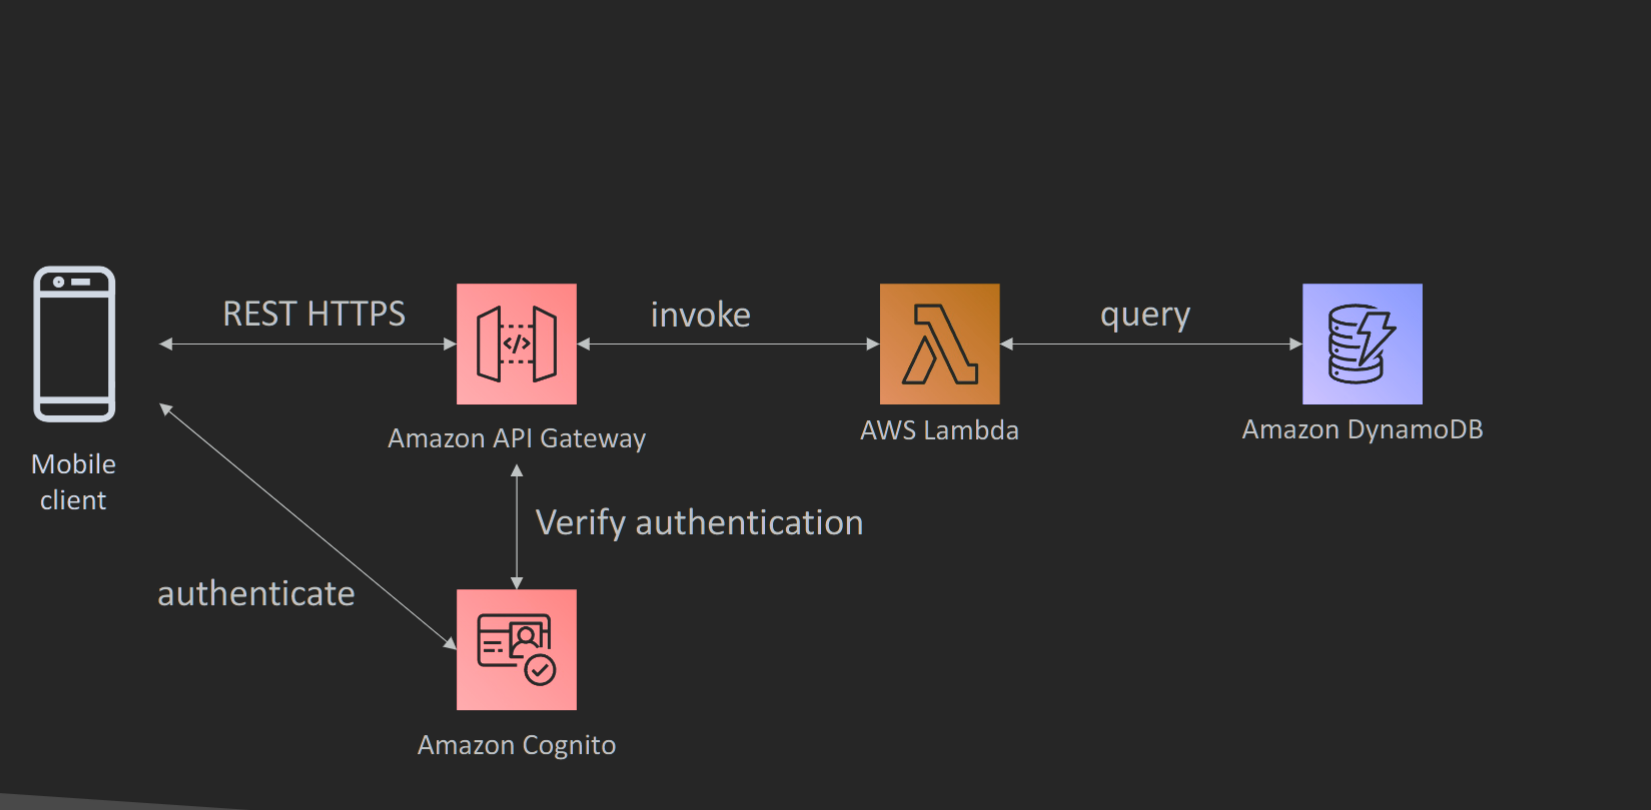 REST HTTPS
invoke
query
</>
Amazon API Gateway
AWS Lambda
Amazon DynamoDB
Mobile
client
Verify authentication
authenticate
Amazon Cognito